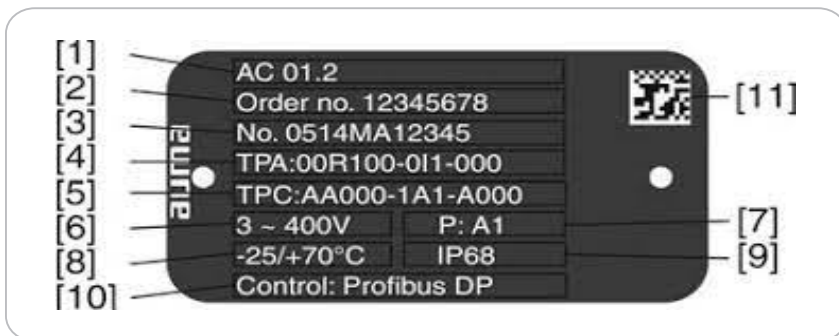 [1]
AC 01.2
[2]
Order no. 12345678
[3]
No. 0514MA12345
[4]
TPA:00R100-0I1-000
[5]
TPC:AA000-1A1-A000
[6]
3 ~ 400V
P: A1
[7]
[8]
-25/+70°C
IP68
[9]
[10]
Control: Profibus DP
[11]
auma